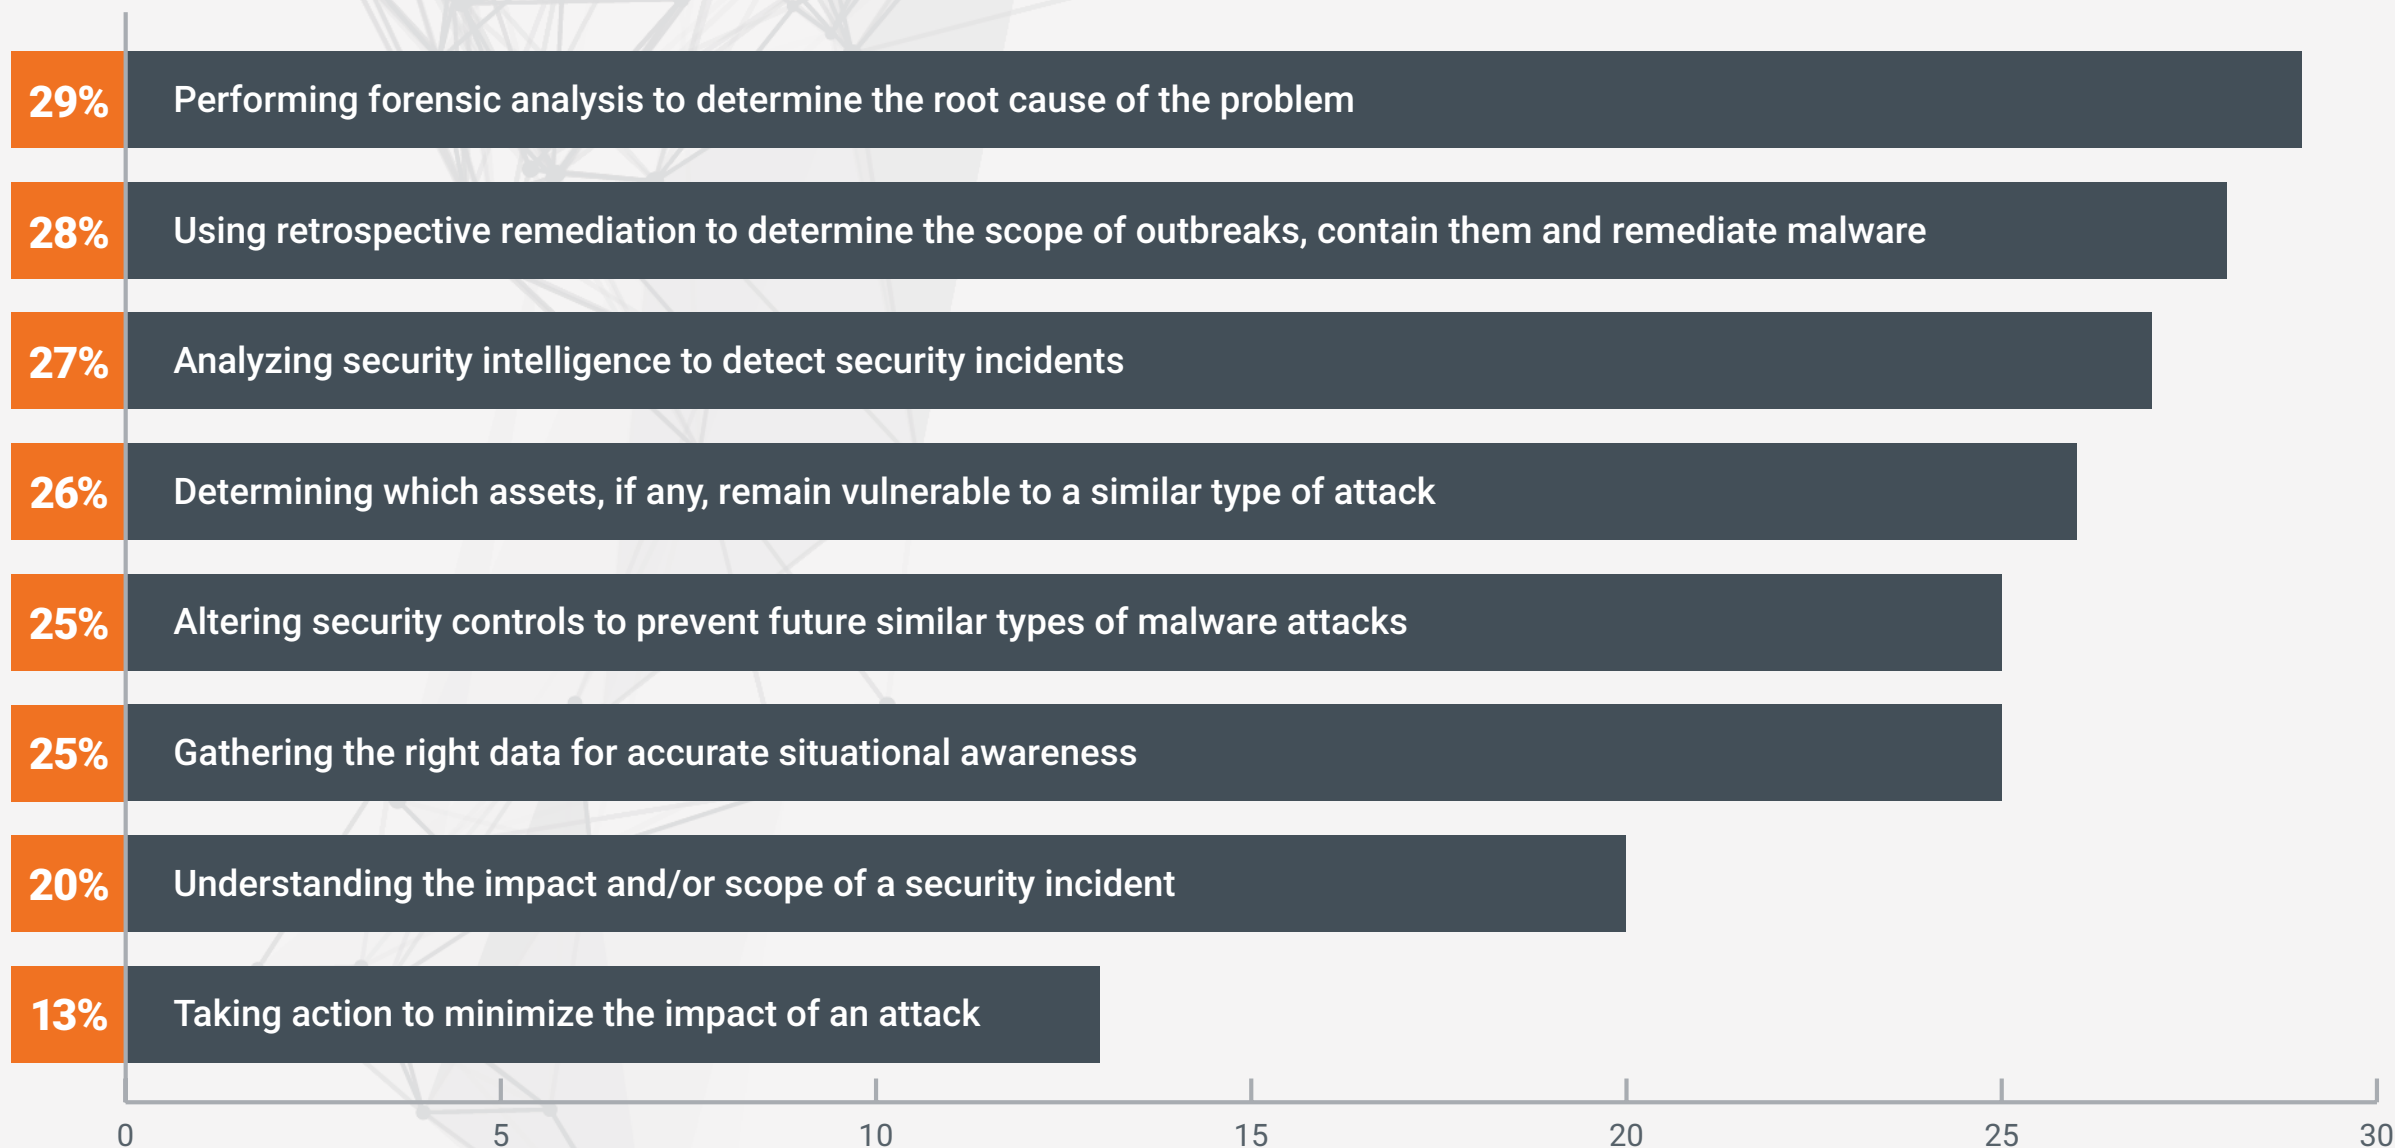 29% Performing forensic analysis to determine the root cause of the problem
28% Using retrospective remediation to determine the scope of outbreaks, contain them and remediate malware
27% Analyzing security intelligence to detect security incidents
26% Determining which assets, if any, remain vulnerable to a similar type of attack
25% Altering security controls to prevent future similar types of malware attacks
25% Gathering the right data for accurate situational awareness
20% Understanding the impact and/or scope of a security incident
13% Taking action to minimize the impact of an attack
0 5 10 15 20 25 30